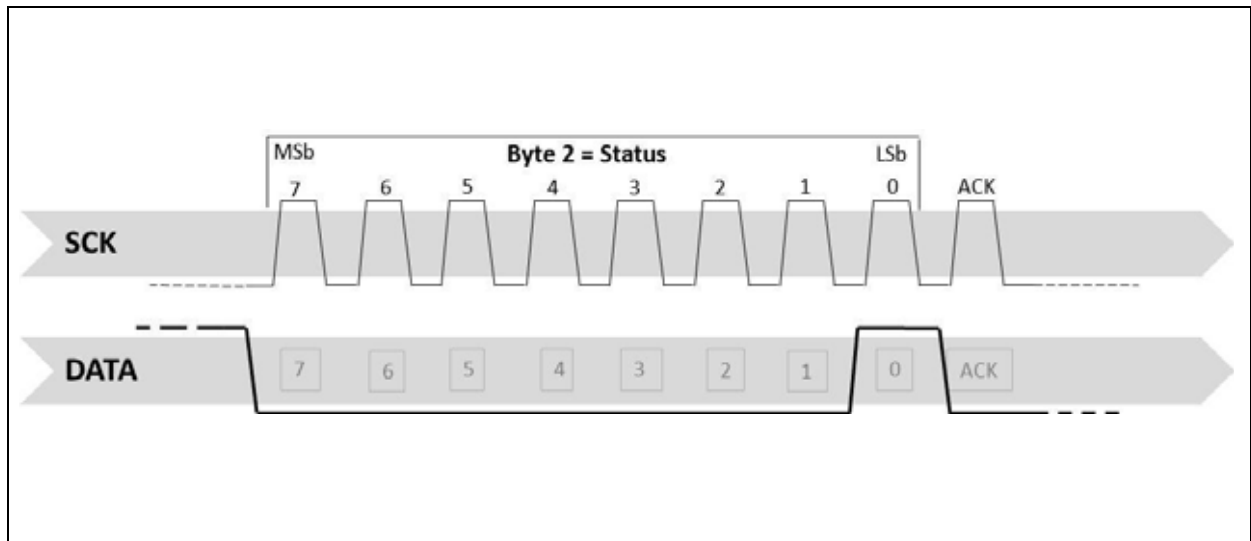 MSb Byte 2 = Status LSb
7 6 5 4 3 2 1 0 ACK
SCK
DATA 7 6 5 4 3 2 1 0 ACK